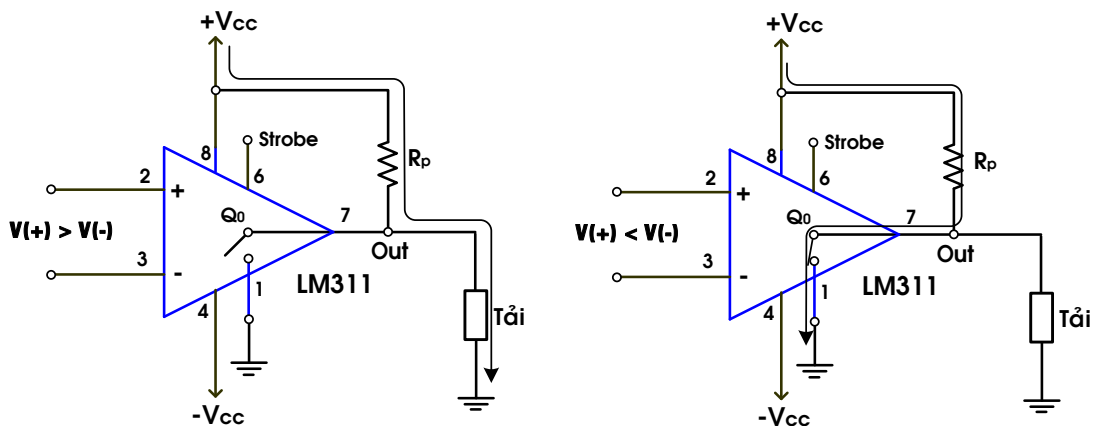 +Vcc
Strobe
8
6
Rp
2
+
Q0
7
V(+) > V(-)
Out
3
-
1
LM311
4
Tải
-Vcc
+Vcc
Strobe
8
6
Rp
2
+
Q0
7
V(+) < V(-)
Out
3
-
1
LM311
4
Tải
-Vcc